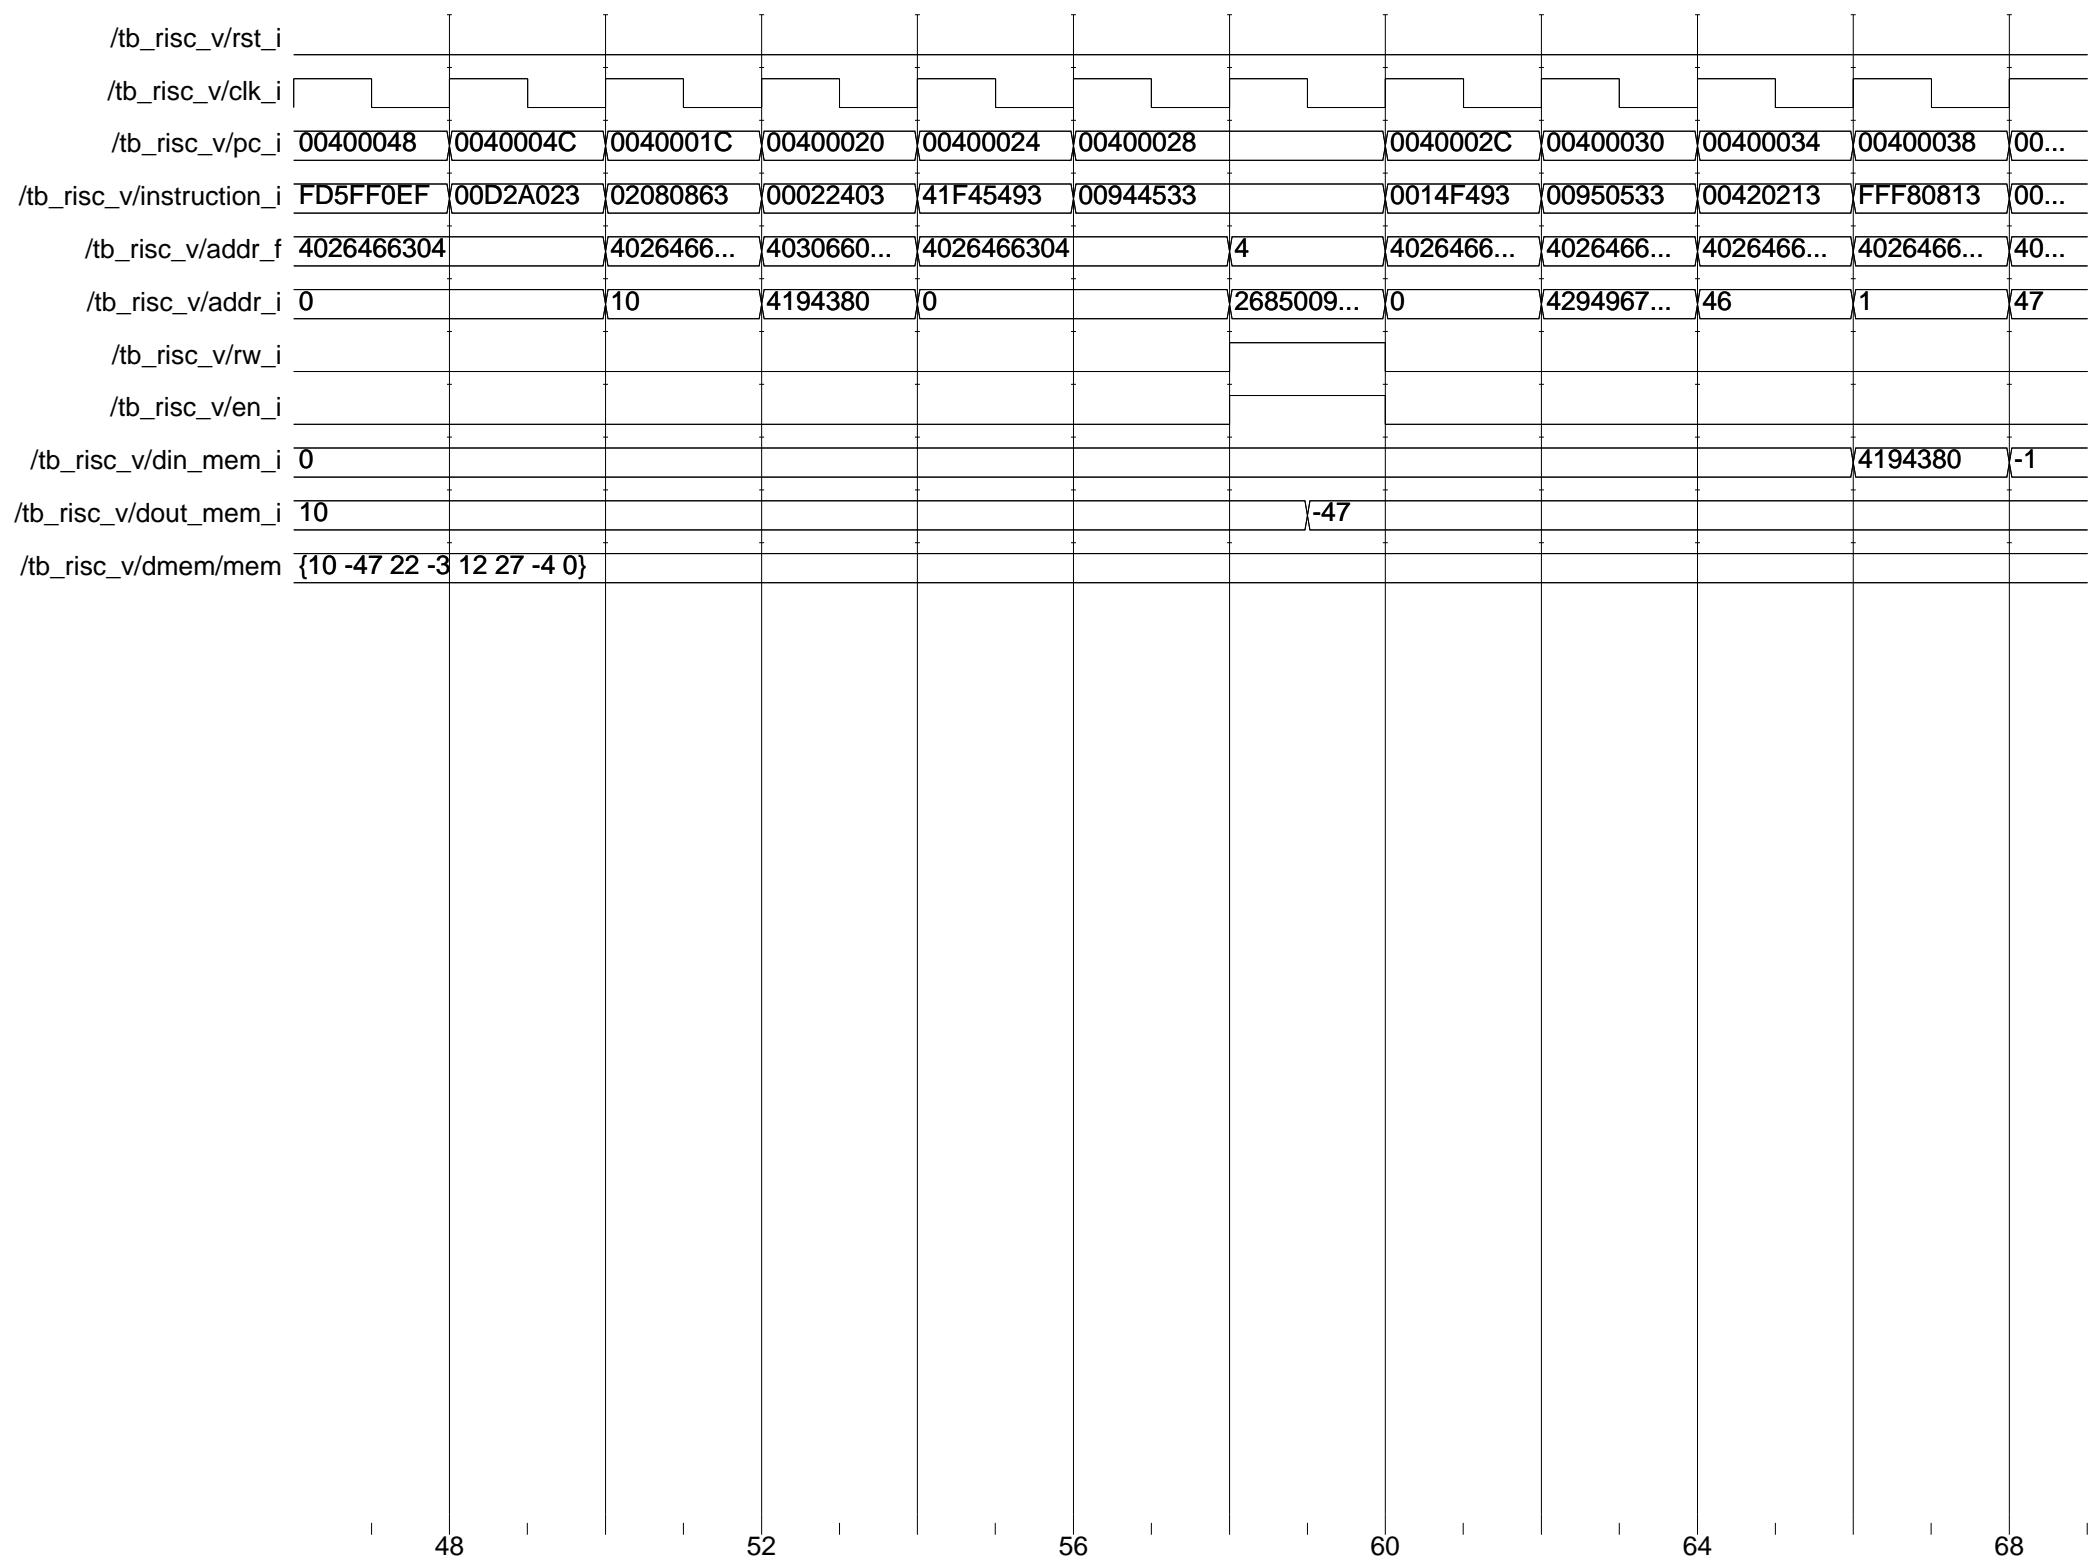 /tb_risc_v/rst_i
/tb_risc_v/clk_i
/tb_risc_v/pc_i 00400048 0040004C 0040001C 00400020 00400024 00400028 0040002C 00400030 00400034 00400038 00...
/tb_risc_v/instruction_i FD5FF0EF 00D2A023 02080863 00022403 41F45493 00944533 0014F493 00950533 00420213 FFF80813 00...
/tb_risc_v/addr_f 4026466304 4026466... 4030660... 4026466304 4 4026466... 4026466... 4026466... 4026466... 40...
/tb_risc_v/addr_i 0 10 4194380 0 2685009... 0 4294967... 46 1 47
/tb_risc_v/rw_i
/tb_risc_v/en_i
/tb_risc_v/din_mem_i 0 4194380 -1
/tb_risc_v/dout_mem_i 10 -47
/tb_risc_v/dmem/mem {10 -47 22 -3 12 27 -4 0}
48 52 56 60 64 68